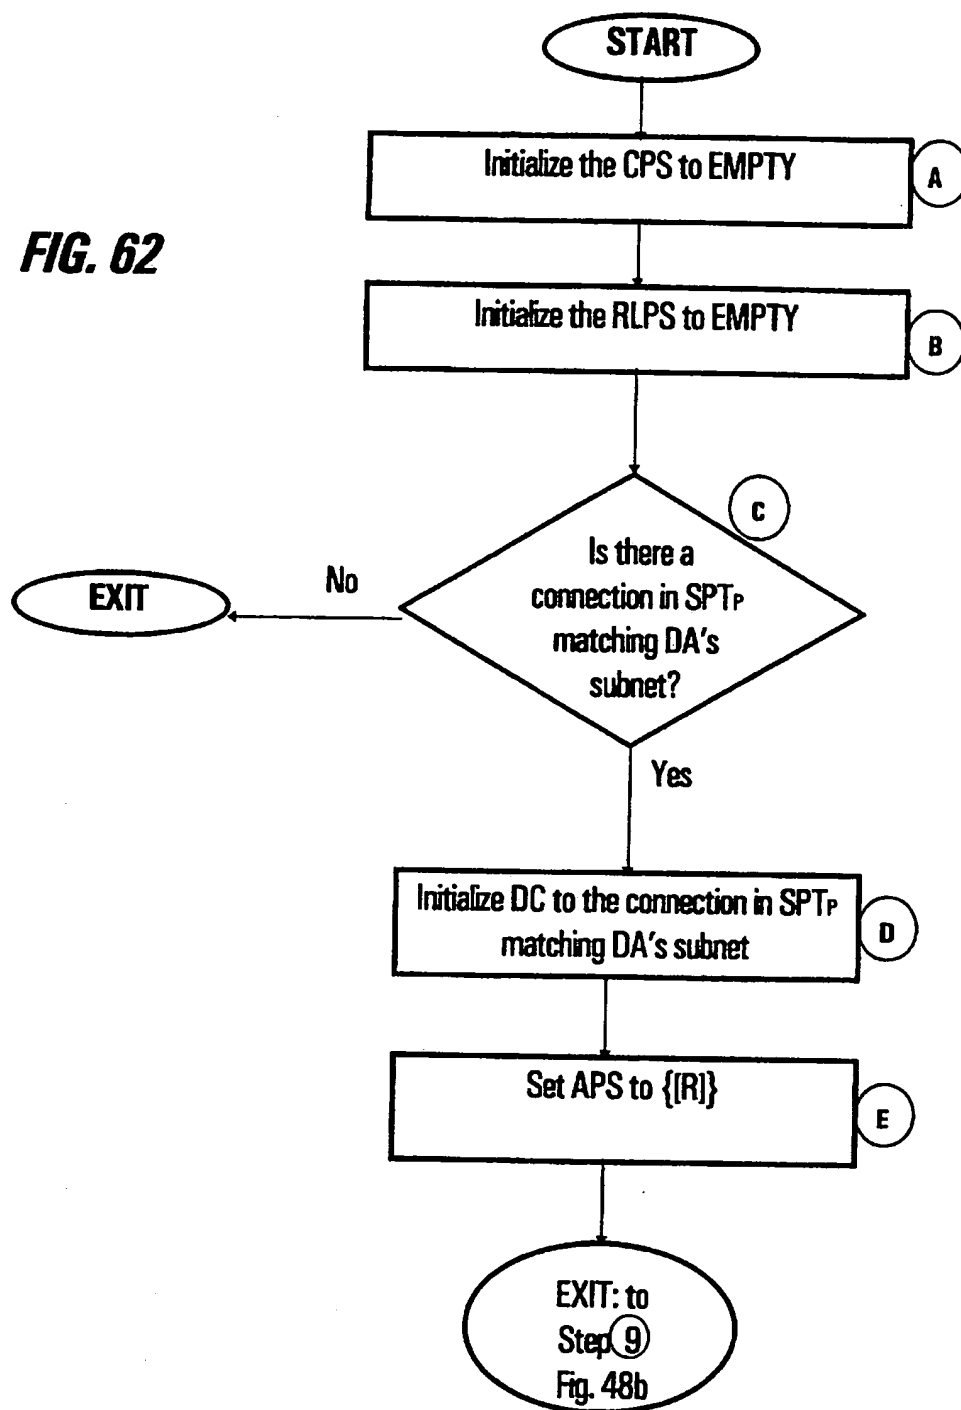 START
Initialize the CPS to EMPTY
A
FIG. 62
Initialize the RLPS to EMPTY
B
C
Is there a
connection in SPTP
matching DA's
subnet?
No
EXIT
Yes
Initialize DC to the connection in SPTP
matching DA's subnet
D
Set APS to {[R]}
E
EXIT: to
Step 9
Fig. 48b